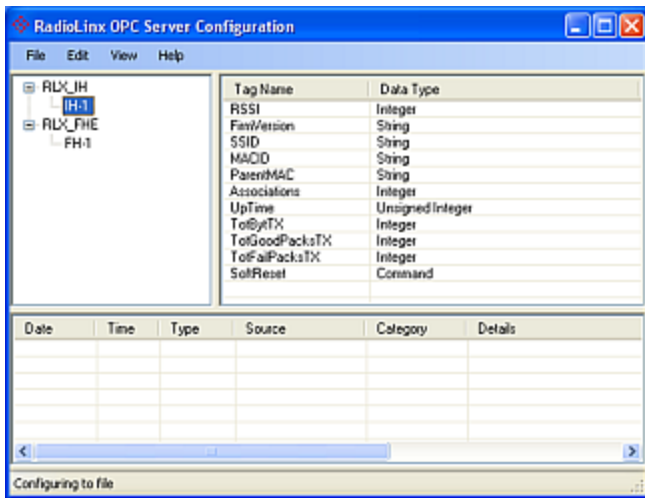 RadioLinx OPC Server Configuration
File Edit View Help
RLX_IH
IH-1
RLX_FHE
FH-1
Tag Name Data Type
RSSI Integer
FirmVersion String
SSID String
MACID String
ParentMAC String
Associations Integer
UpTime Unsigned Integer
TotBytTX Integer
TotGoodPacksTX Integer
TotFailPacksTX Integer
SoftReset Command
Date Time Type Source Category Details
Configuring to file